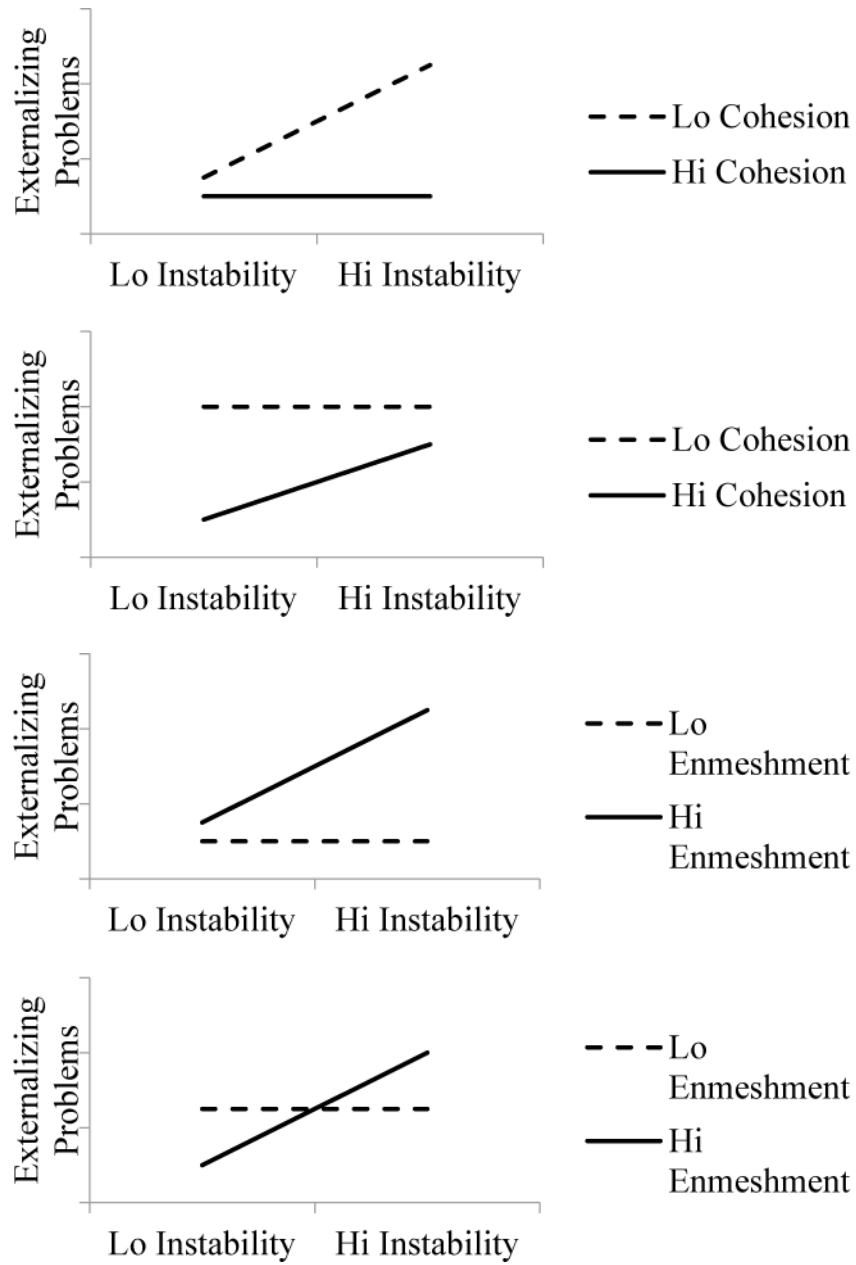 Externalizing
Problems
Lo Cohesion
Hi Cohesion
Lo Instability Hi Instability
Externalizing
Problems
Lo Cohesion
Hi Cohesion
Lo Instability Hi Instability
Externalizing
Problems
Lo
Enmeshment
Hi
Enmeshment
Lo Instability Hi Instability
Externalizing
Problems
Lo
Enmeshment
Hi
Enmeshment
Lo Instability Hi Instability